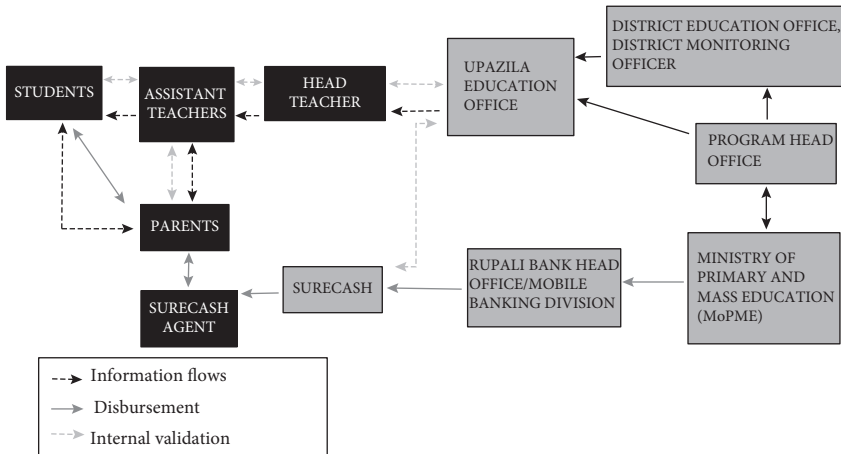 DISTRICT EDUCATION OFFICE,
DISTRICT MONITORING
OFFICER
UPAZILA
EDUCATION
OFFICE
STUDENTS
ASSISTANT
TEACHERS
HEAD
TEACHER
PROGRAM HEAD
OFFICE
PARENTS
SURECASH
AGENT
SURECASH
RUPALI BANK HEAD
OFFICE/MOBILE
BANKING DIVISION
MINISTRY OF
PRIMARY AND
MASS EDUCATION
(MoPME)
Information flows
Disbursement
Internal validation